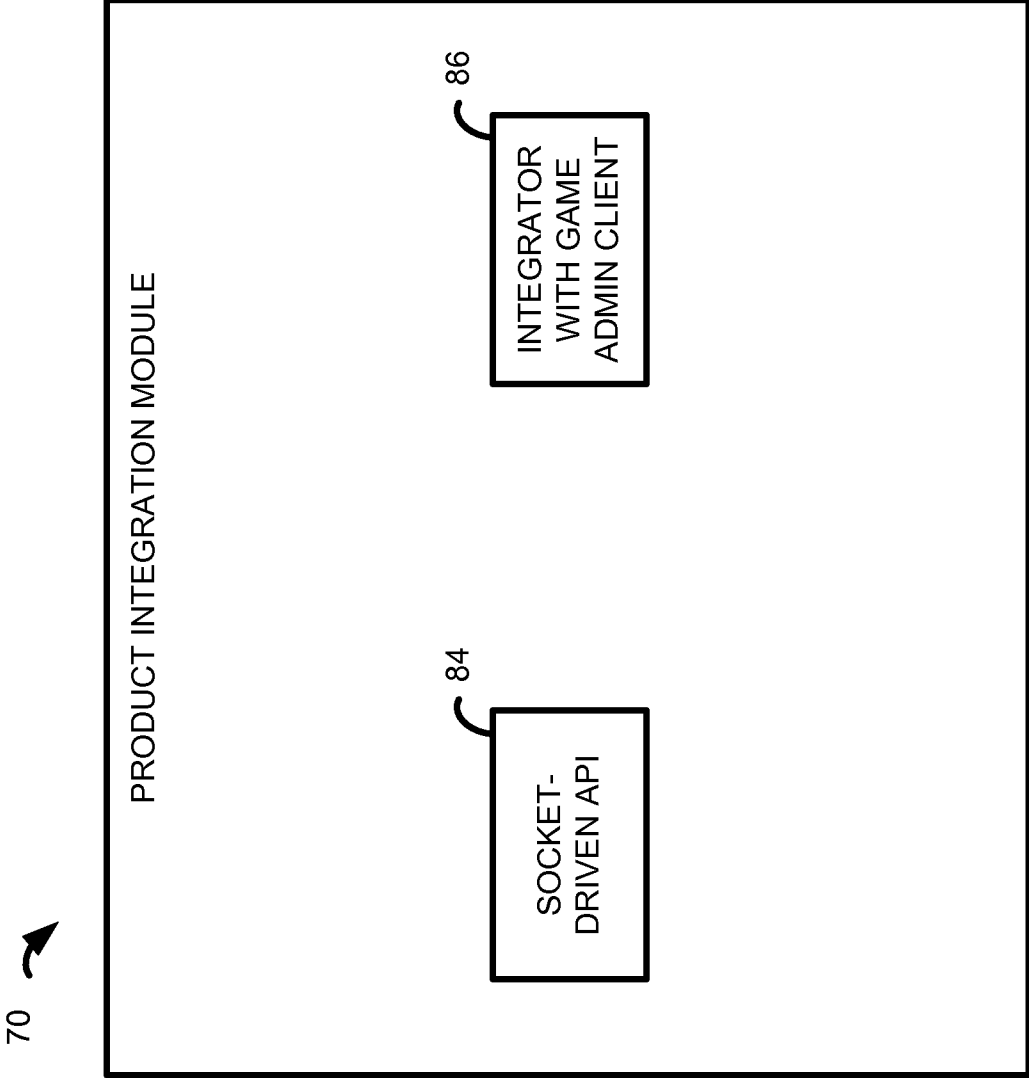 70
PRODUCT INTEGRATION MODULE
84
SOCKET-
DRIVEN API
86
INTEGRATOR
WITH GAME
ADMIN CLIENT